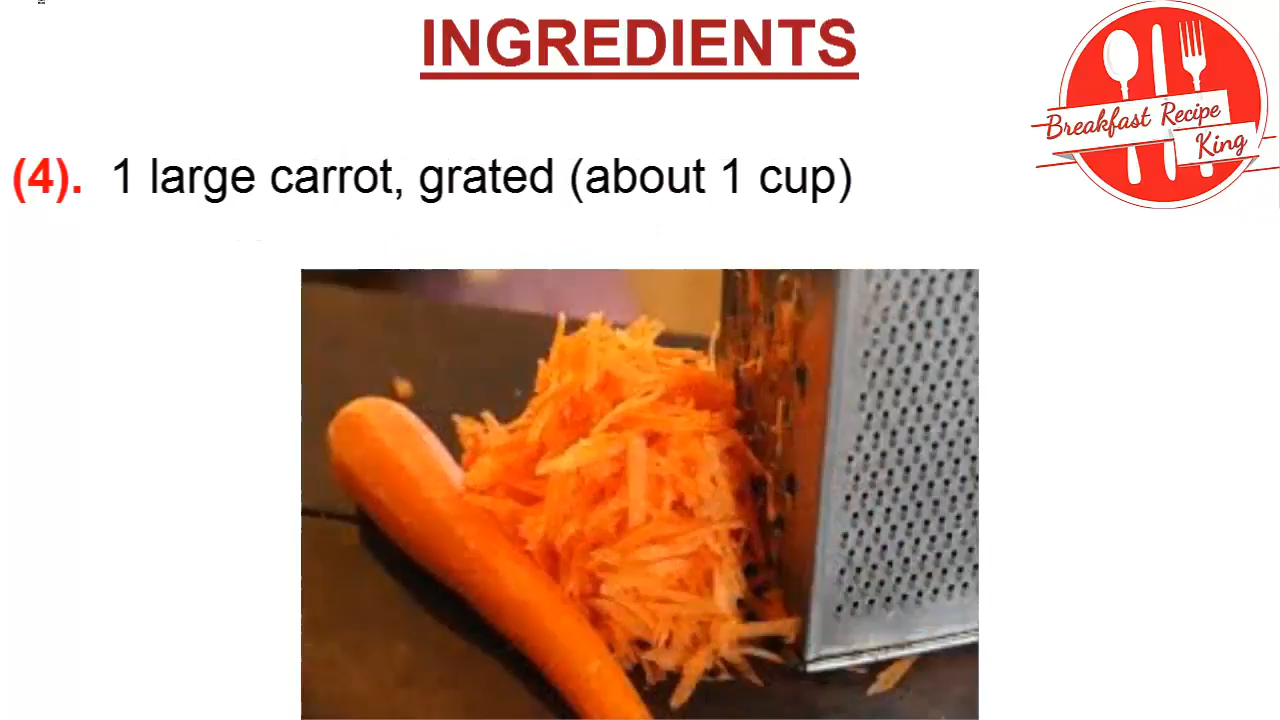 INGREDIENTS
Breakfast Recipe
King
(4). 1 large carrot, grated (about 1 cup)